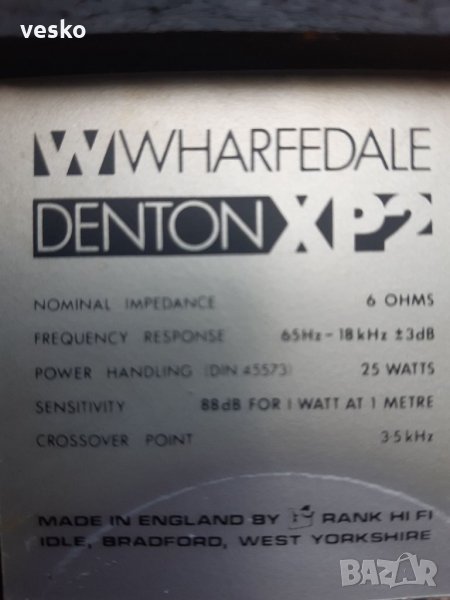 vesko
WHARFEDALE
DENTON XP2
NOMINAL IMPEDANCE 6 OHMS
FREQUENCY RESPONSE 65Hz - 18kHz ±3dB
POWER HANDLING (DIN 45573) 25 WATTS
SENSITIVITY 88dB FOR 1 WATT AT 1 METRE
CROSSOVER POINT 3·5kHz
MADE IN ENGLAND BY RANK HI FI
IDLE, BRADFORD, WEST YORKSHIRE
BAZAR.bg